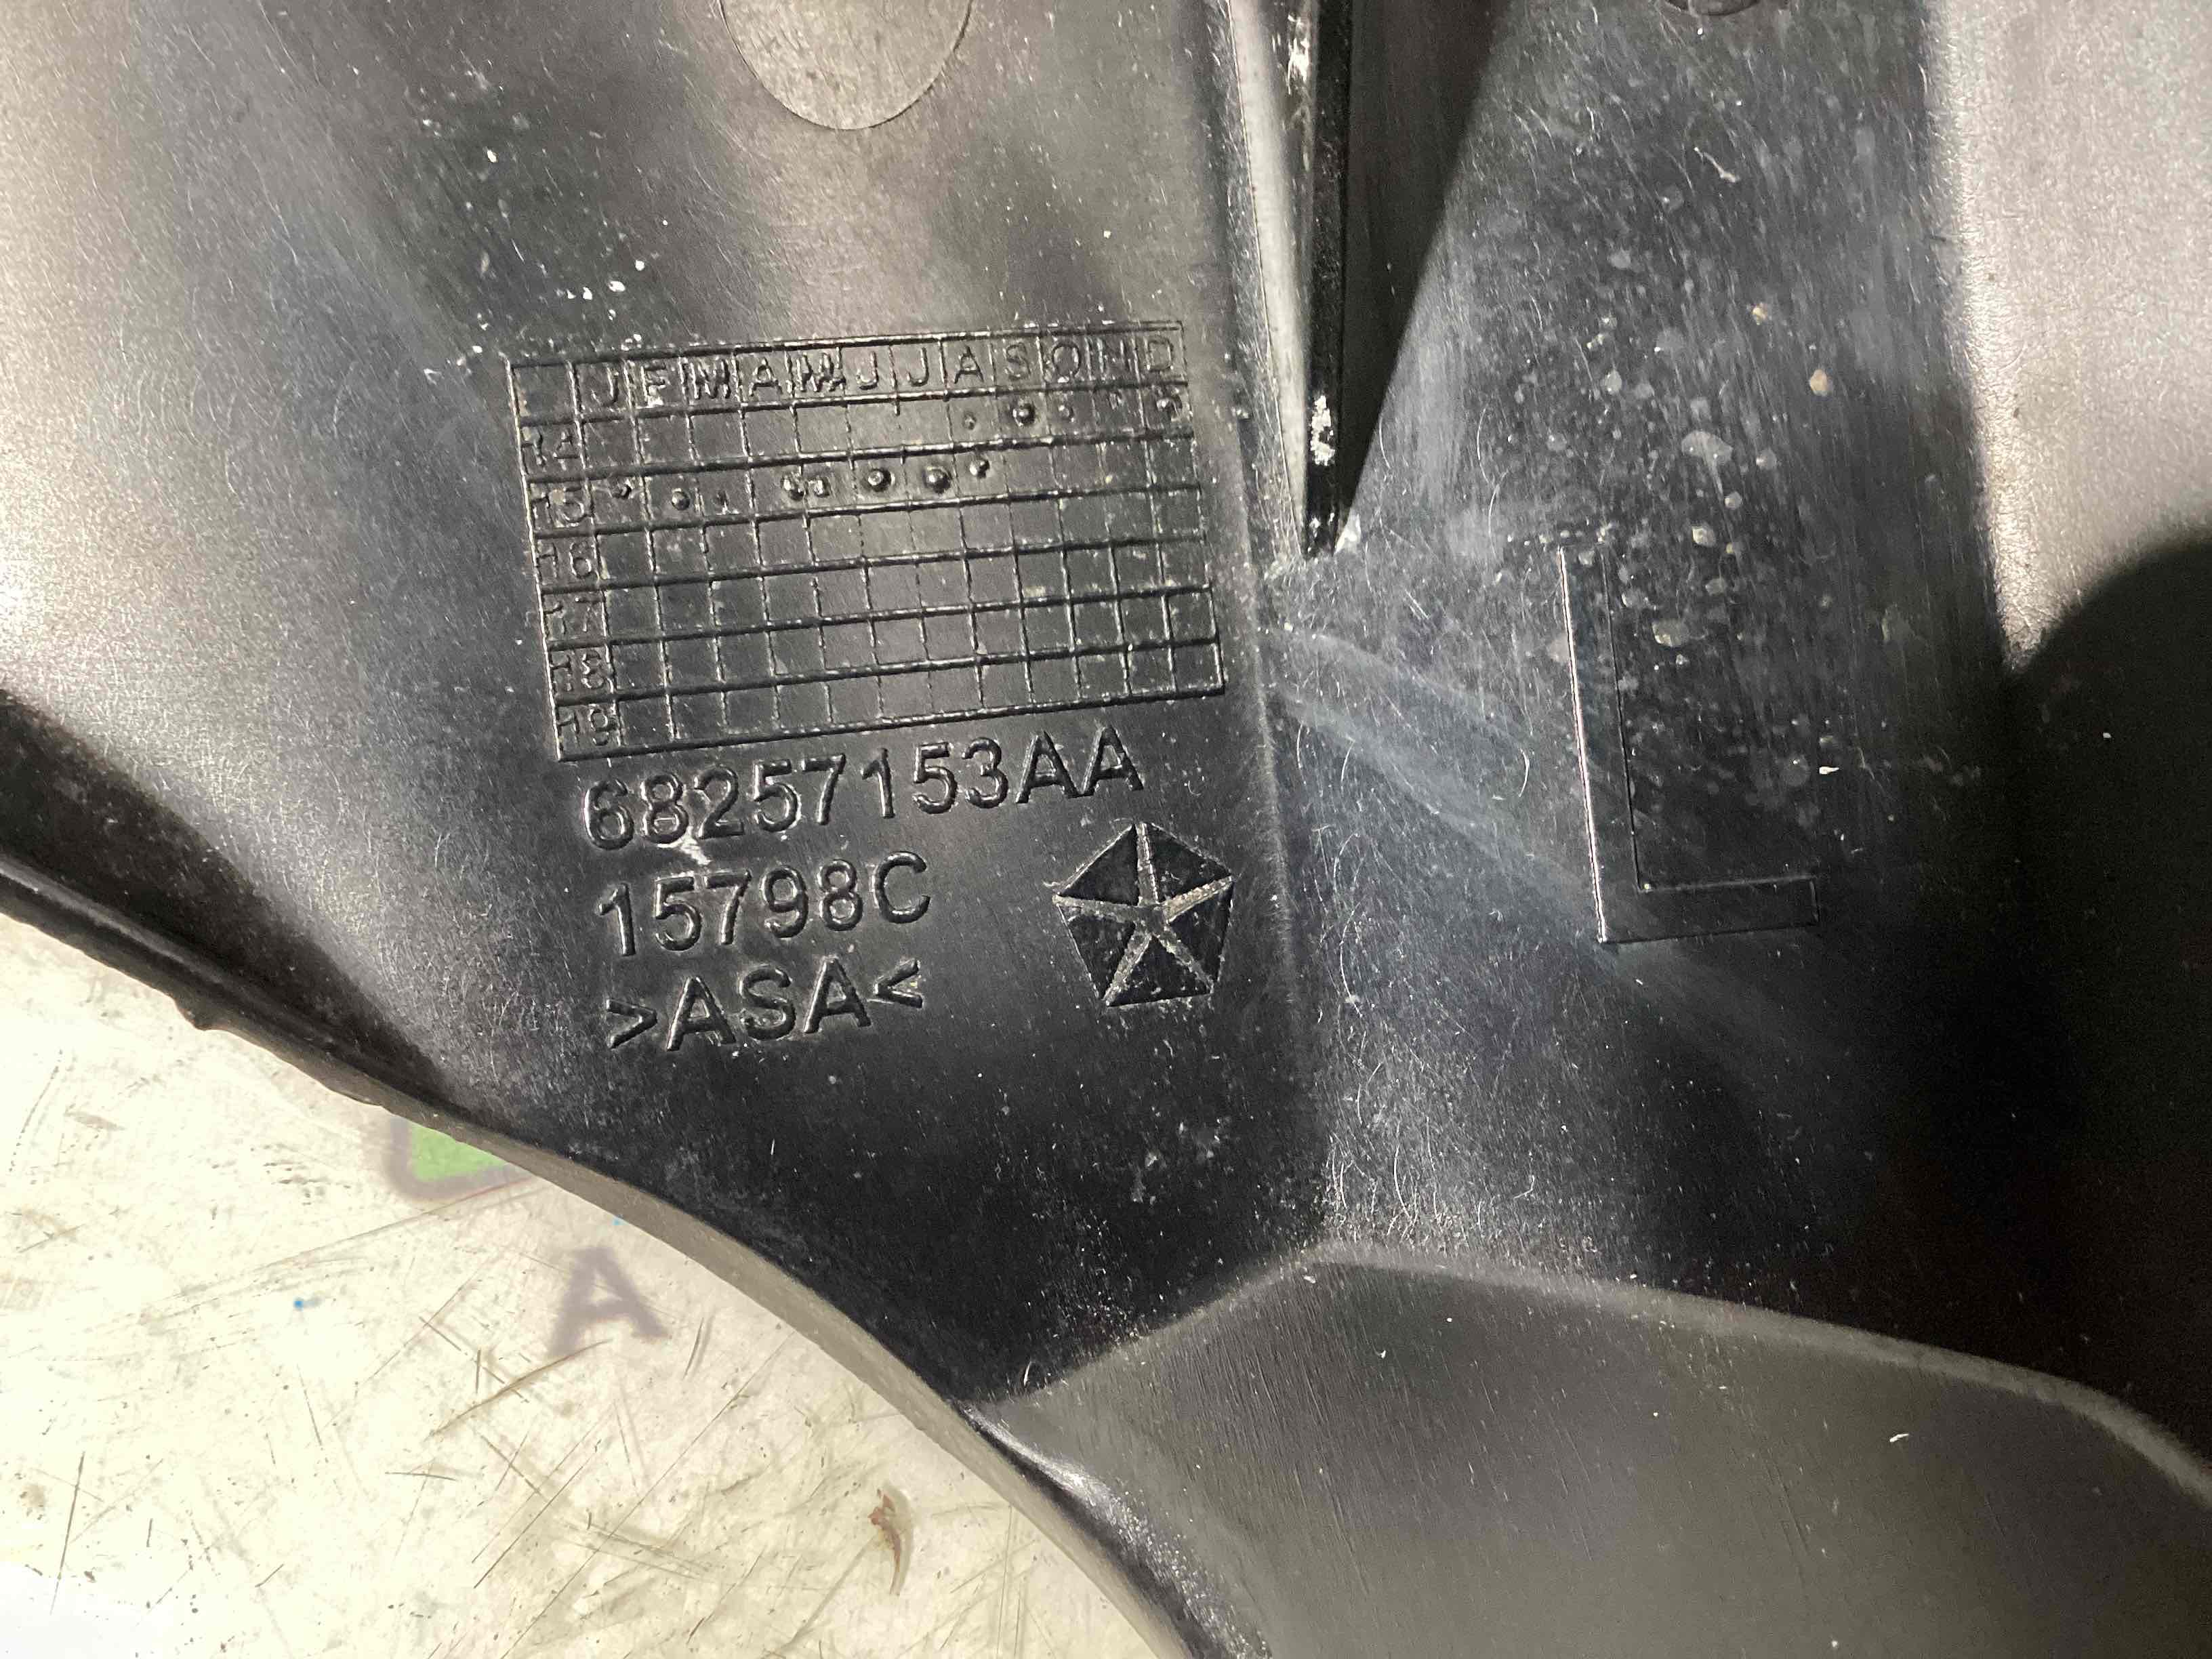 J F M A M J J A S O N D
14
15
16
17
18
19
68257153AA
15798C
>ASA<
L
A